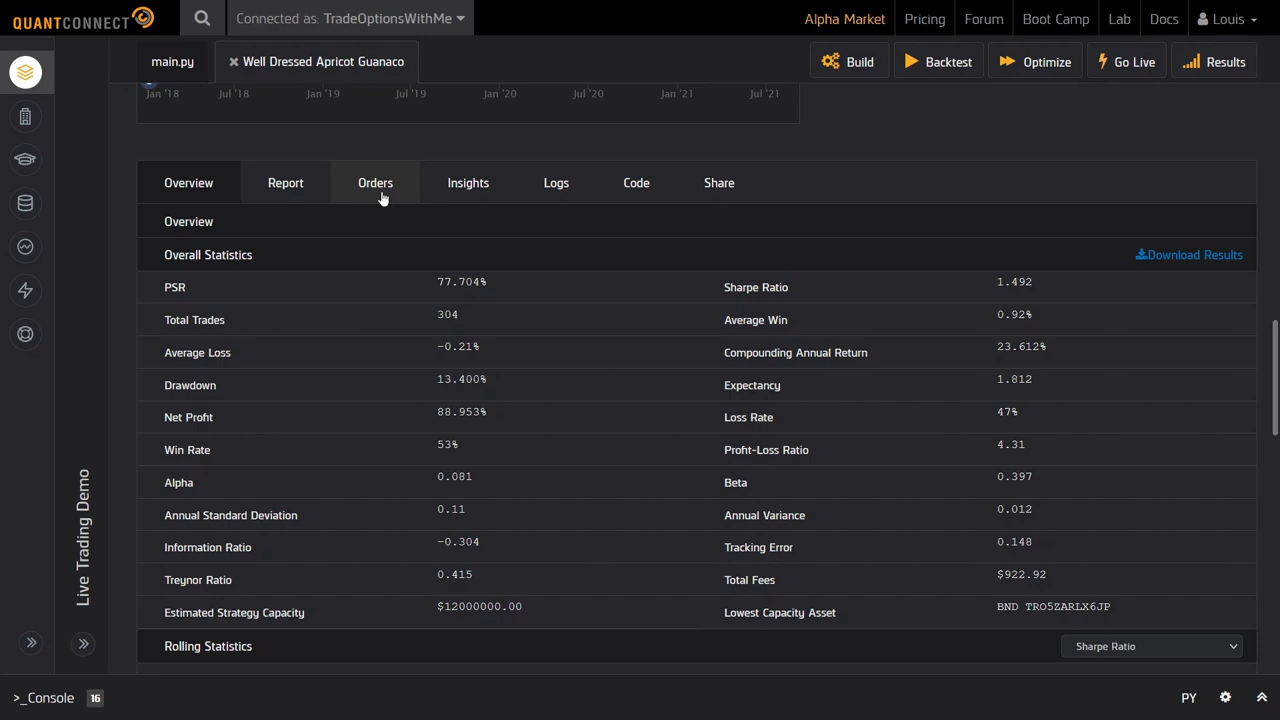 QUANTCONNECT
Connected as: TradeOptionsWithMe
Alpha Market
Pricing
Forum
Boot Camp
Lab
Docs
Louis
main.py
Well Dressed Apricot Guanaco
Build
Backtest
Optimize
Go Live
Results
Jan '18
Jul '18
Jan '19
Jul '19
Jan '20
Jul '20
Jan '21
Jul '21
Overview
Report
Orders
Insights
Logs
Code
Share
Overview
Overall Statistics
Download Results
PSR 77.704% Sharpe Ratio 1.492
Total Trades 304 Average Win 0.92%
Average Loss -0.21% Compounding Annual Return 23.612%
Drawdown 13.400% Expectancy 1.812
Net Profit 88.953% Loss Rate 47%
Win Rate 53% Profit-Loss Ratio 4.31
Alpha 0.081 Beta 0.397
Annual Standard Deviation 0.11 Annual Variance 0.012
Information Ratio -0.304 Tracking Error 0.148
Treynor Ratio 0.415 Total Fees $922.92
Estimated Strategy Capacity $12000000.00 Lowest Capacity Asset BND TRO5ZARLX6JP
Rolling Statistics
Sharpe Ratio
Live Trading Demo
>_Console 16
PY